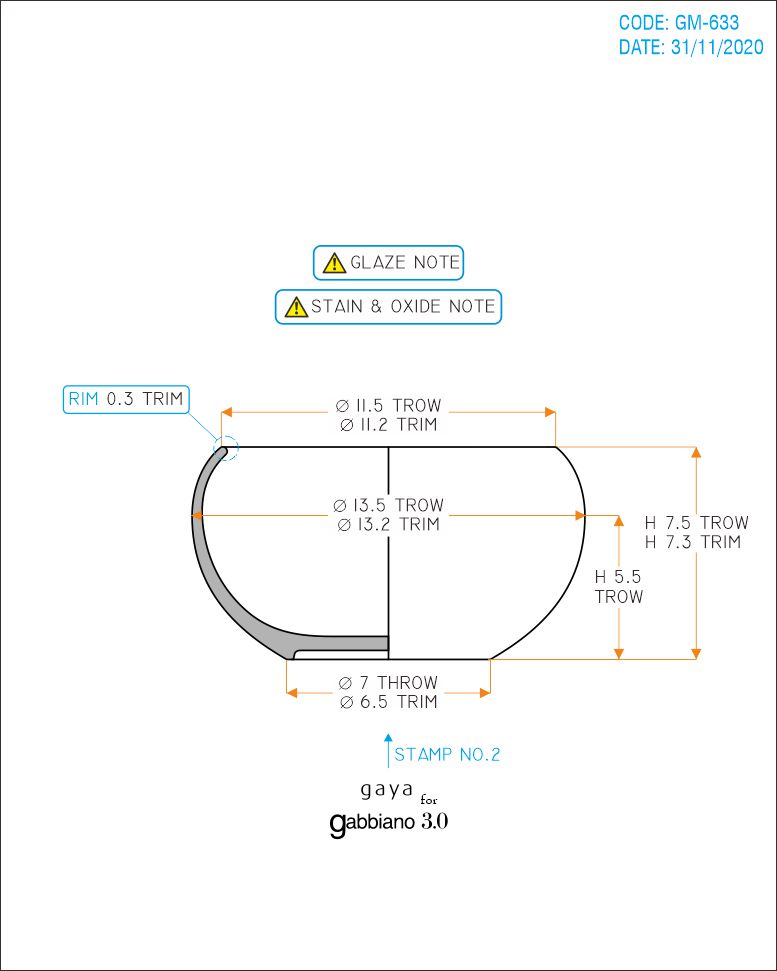 CODE: GM-633
DATE: 31/11/2020
GLAZE NOTE
STAIN & OXIDE NOTE
RIM 0.3 TRIM
Ø 11.5 TROW
Ø 11.2 TRIM
Ø 13.5 TROW
Ø 13.2 TRIM
H 7.5 TROW
H 7.3 TRIM
H 5.5
TROW
Ø 7 THROW
Ø 6.5 TRIM
STAMP NO.2
gaya for
gabbiano 3.0